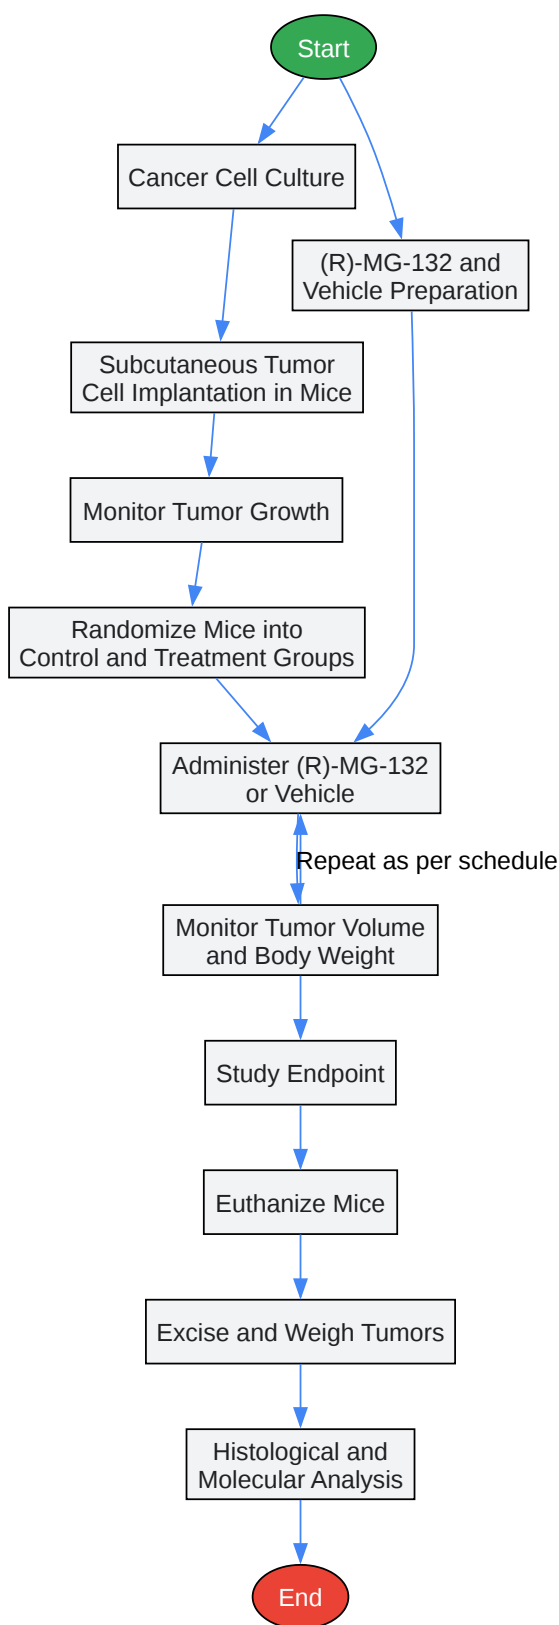 Start
Cancer Cell Culture
(R)-MG-132 and
Vehicle Preparation
Subcutaneous Tumor
Cell Implantation in Mice
Monitor Tumor Growth
Randomize Mice into
Control and Treatment Groups
Administer (R)-MG-132
or Vehicle
Repeat as per schedule
Monitor Tumor Volume
and Body Weight
Study Endpoint
Euthanize Mice
Excise and Weigh Tumors
Histological and
Molecular Analysis
End